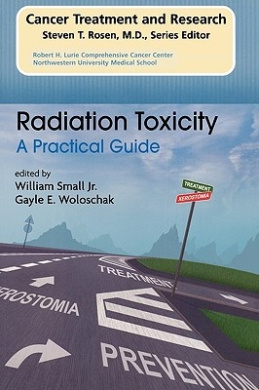 Cancer Treatment and Research
Steven T. Rosen, M.D., Series Editor
Robert H. Lurie Comprehensive Cancer Center
Northwestern University Medical School
Radiation Toxicity
A Practical Guide
edited by
William Small Jr.
Gayle E. Woloschak
TREATMENT
XEROSTOMIA
TREATMENT
EROSTOMIA
PREVENTION